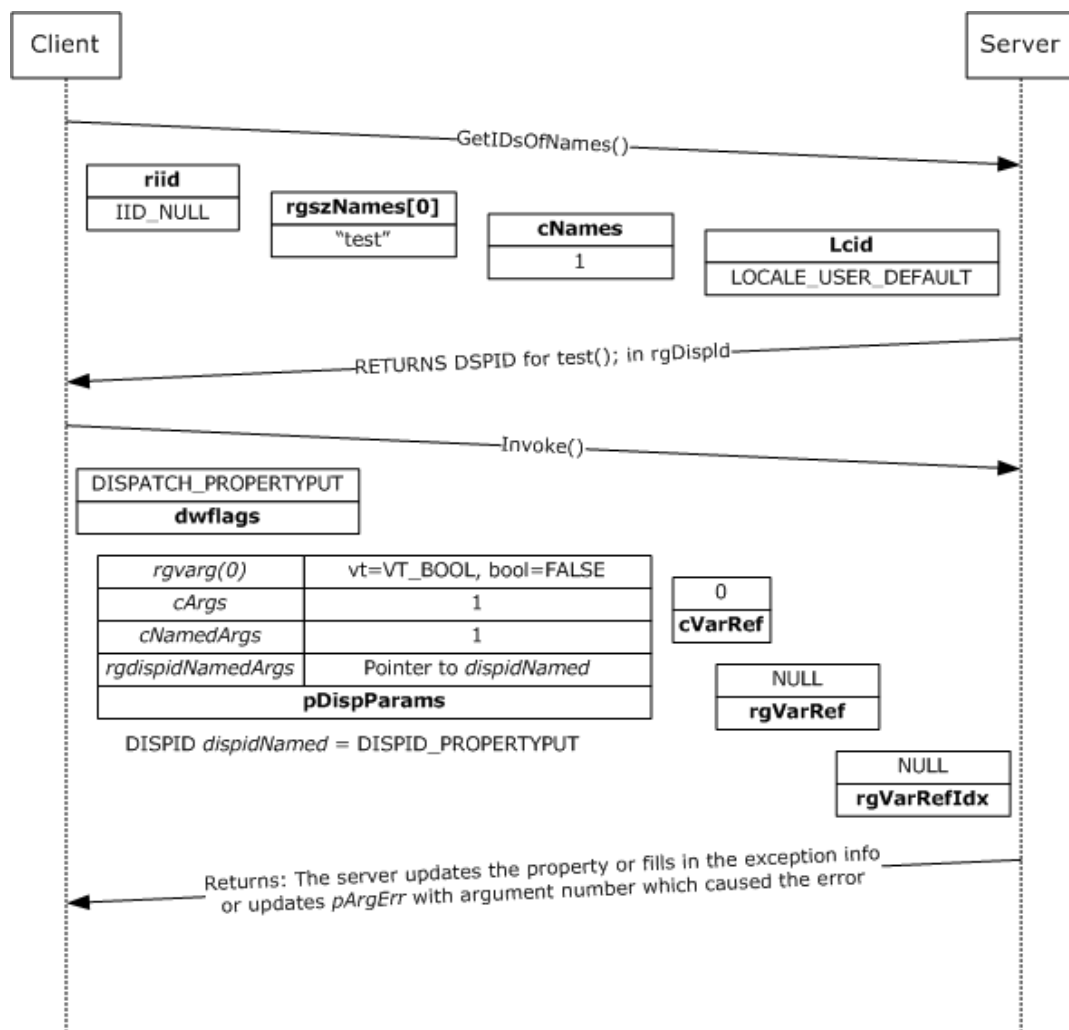 Client
Server
GetIDsOfNames()
riid
IID_NULL
rgszNames[0]
“test”
cNames
1
Lcid
LOCALE_USER_DEFAULT
RETURNS DSPID for test(); in rgDispId
Invoke()
DISPATCH_PROPERTYPUT
dwflags
rgvarg(0) vt=VT_BOOL, bool=FALSE
cArgs 1
cNamedArgs 1
rgdispidNamedArgs Pointer to dispidNamed
pDispParams
0
cVarRef
NULL
rgVarRef
DISPID dispidNamed = DISPID_PROPERTYPUT
NULL
rgVarRefIdx
Returns: The server updates the property or fills in the exception info
or updates pArgErr with argument number which caused the error